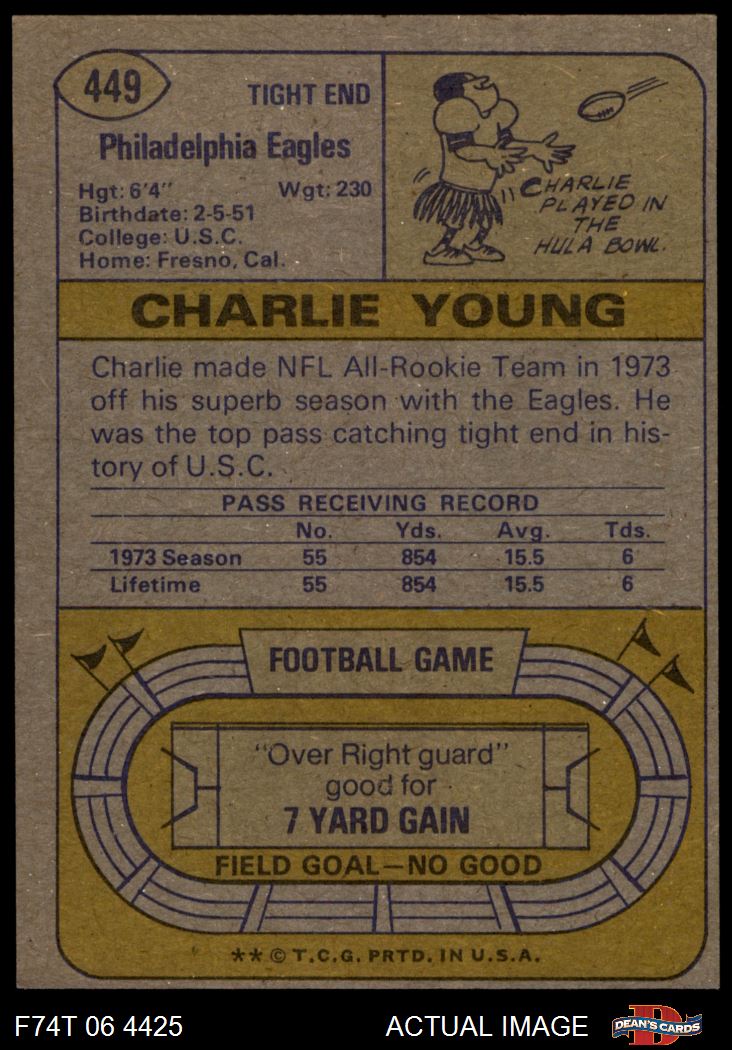 449
TIGHT END
Philadelphia Eagles
Hgt: 6'4" Wgt: 230
Birthdate: 2-5-51
College: U.S.C.
Home: Fresno, Cal.
CHARLIE
PLAYED IN
THE
HULA BOWL.
CHARLIE YOUNG
Charlie made NFL All-Rookie Team in 1973
off his superb season with the Eagles. He
was the top pass catching tight end in his-
tory of U.S.C.
PASS RECEIVING RECORD
No. Yds. Avg. Tds.
1973 Season 55 854 15.5 6
Lifetime 55 854 15.5 6
FOOTBALL GAME
"Over Right guard"
good for
7 YARD GAIN
FIELD GOAL—NO GOOD
** © T.C.G. PRTD. IN U.S.A.
F74T 06 4425 ACTUAL IMAGE
D
DEAN'S CARDS